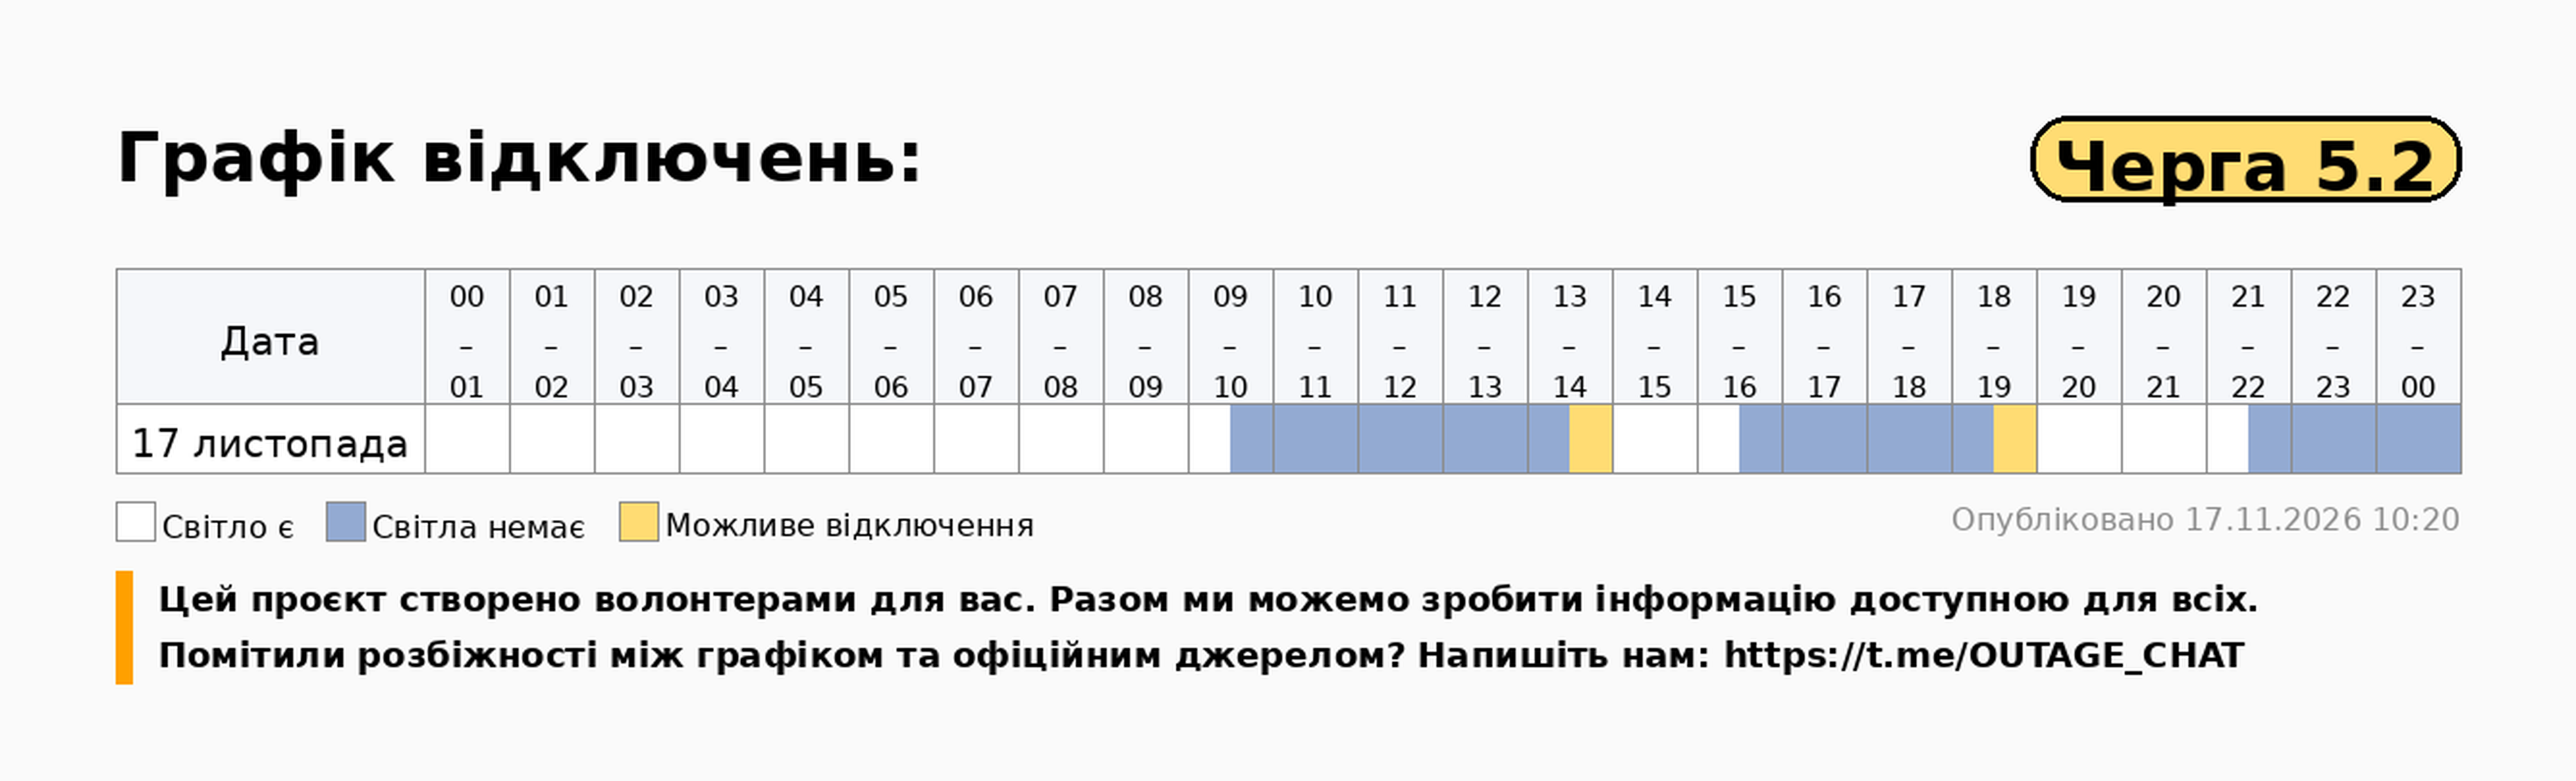 Графік відключень:
Черга 5.2
Дата
00 – 01
01 – 02
02 – 03
03 – 04
04 – 05
05 – 06
06 – 07
07 – 08
08 – 09
09 – 10
10 – 11
11 – 12
12 – 13
13 – 14
14 – 15
15 – 16
16 – 17
17 – 18
18 – 19
19 – 20
20 – 21
21 – 22
22 – 23
23 – 00
17 листопада
Світло є
Світла немає
Можливе відключення
Опубліковано 17.11.2026 10:20
Цей проєкт створено волонтерами для вас. Разом ми можемо зробити інформацію доступною для всіх.
Помітили розбіжності між графіком та офіційним джерелом? Напишіть нам: https://t.me/OUTAGE_CHAT